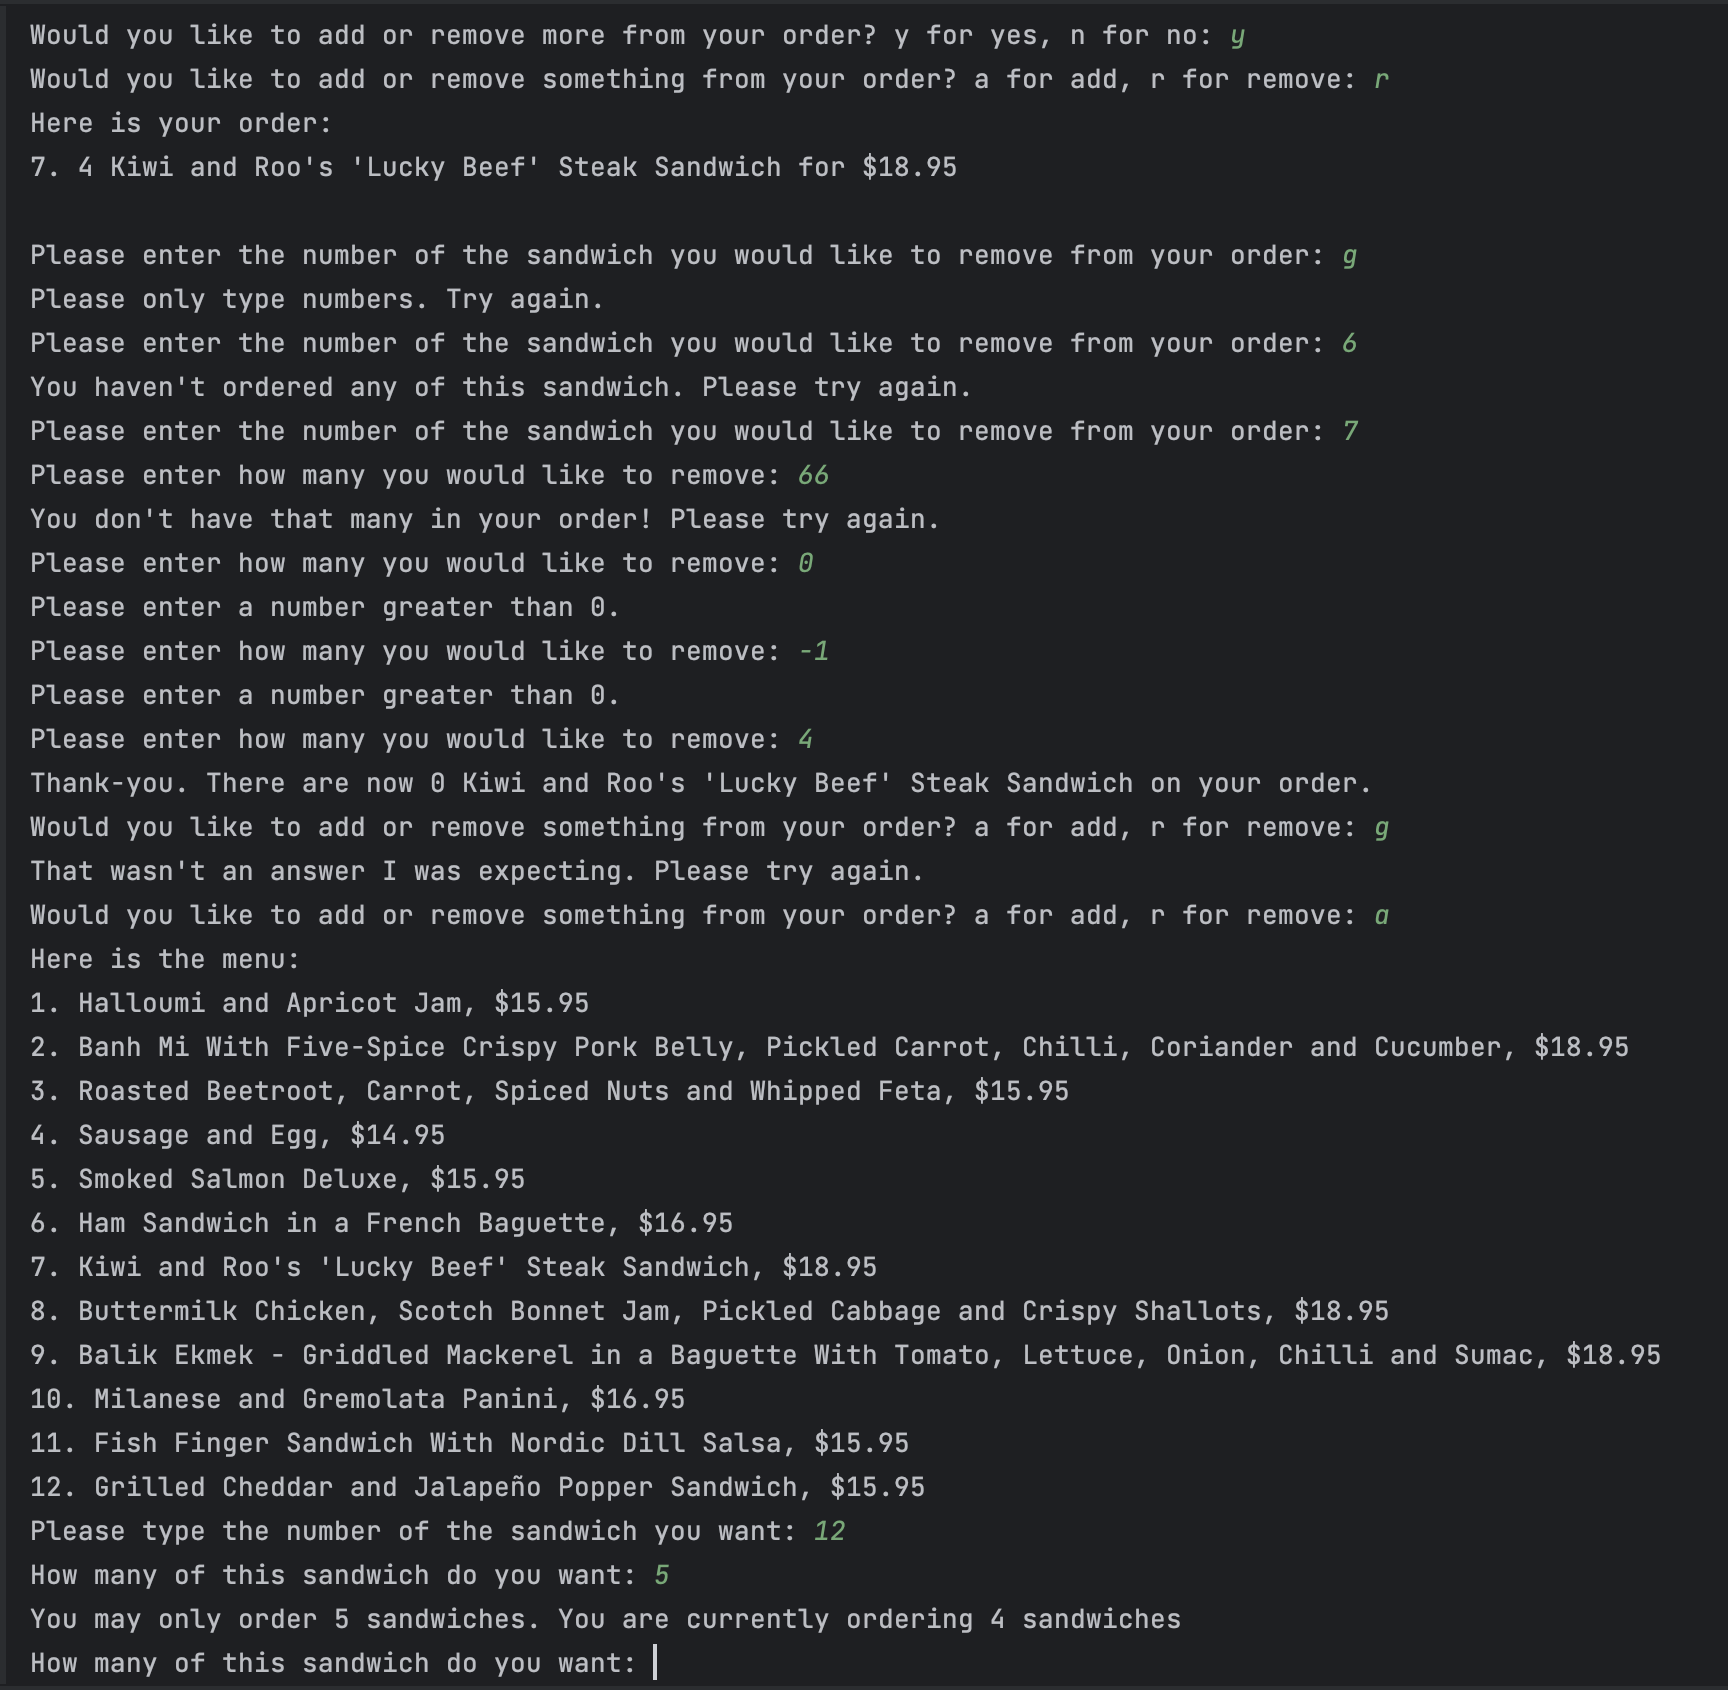 Would you like to add or remove more from your order? y for yes, n for no: y
Would you like to add or remove something from your order? a for add, r for remove: r
Here is your order:
7. 4 Kiwi and Roo's 'Lucky Beef' Steak Sandwich for $18.95
Please enter the number of the sandwich you would like to remove from your order: g
Please only type numbers. Try again.
Please enter the number of the sandwich you would like to remove from your order: 6
You haven't ordered any of this sandwich. Please try again.
Please enter the number of the sandwich you would like to remove from your order: 7
Please enter how many you would like to remove: 66
You don't have that many in your order! Please try again.
Please enter how many you would like to remove: 0
Please enter a number greater than 0.
Please enter how many you would like to remove: -1
Please enter a number greater than 0.
Please enter how many you would like to remove: 4
Thank-you. There are now 0 Kiwi and Roo's 'Lucky Beef' Steak Sandwich on your order.
Would you like to add or remove something from your order? a for add, r for remove: g
That wasn't an answer I was expecting. Please try again.
Would you like to add or remove something from your order? a for add, r for remove: a
Here is the menu:
1. Halloumi and Apricot Jam, $15.95
2. Banh Mi With Five-Spice Crispy Pork Belly, Pickled Carrot, Chilli, Coriander and Cucumber, $18.95
3. Roasted Beetroot, Carrot, Spiced Nuts and Whipped Feta, $15.95
4. Sausage and Egg, $14.95
5. Smoked Salmon Deluxe, $15.95
6. Ham Sandwich in a French Baguette, $16.95
7. Kiwi and Roo's 'Lucky Beef' Steak Sandwich, $18.95
8. Buttermilk Chicken, Scotch Bonnet Jam, Pickled Cabbage and Crispy Shallots, $18.95
9. Balik Ekmek - Griddled Mackerel in a Baguette With Tomato, Lettuce, Onion, Chilli and Sumac, $18.95
10. Milanese and Gremolata Panini, $16.95
11. Fish Finger Sandwich With Nordic Dill Salsa, $15.95
12. Grilled Cheddar and Jalapeño Popper Sandwich, $15.95
Please type the number of the sandwich you want: 12
How many of this sandwich do you want: 5
You may only order 5 sandwiches. You are currently ordering 4 sandwiches
How many of this sandwich do you want: